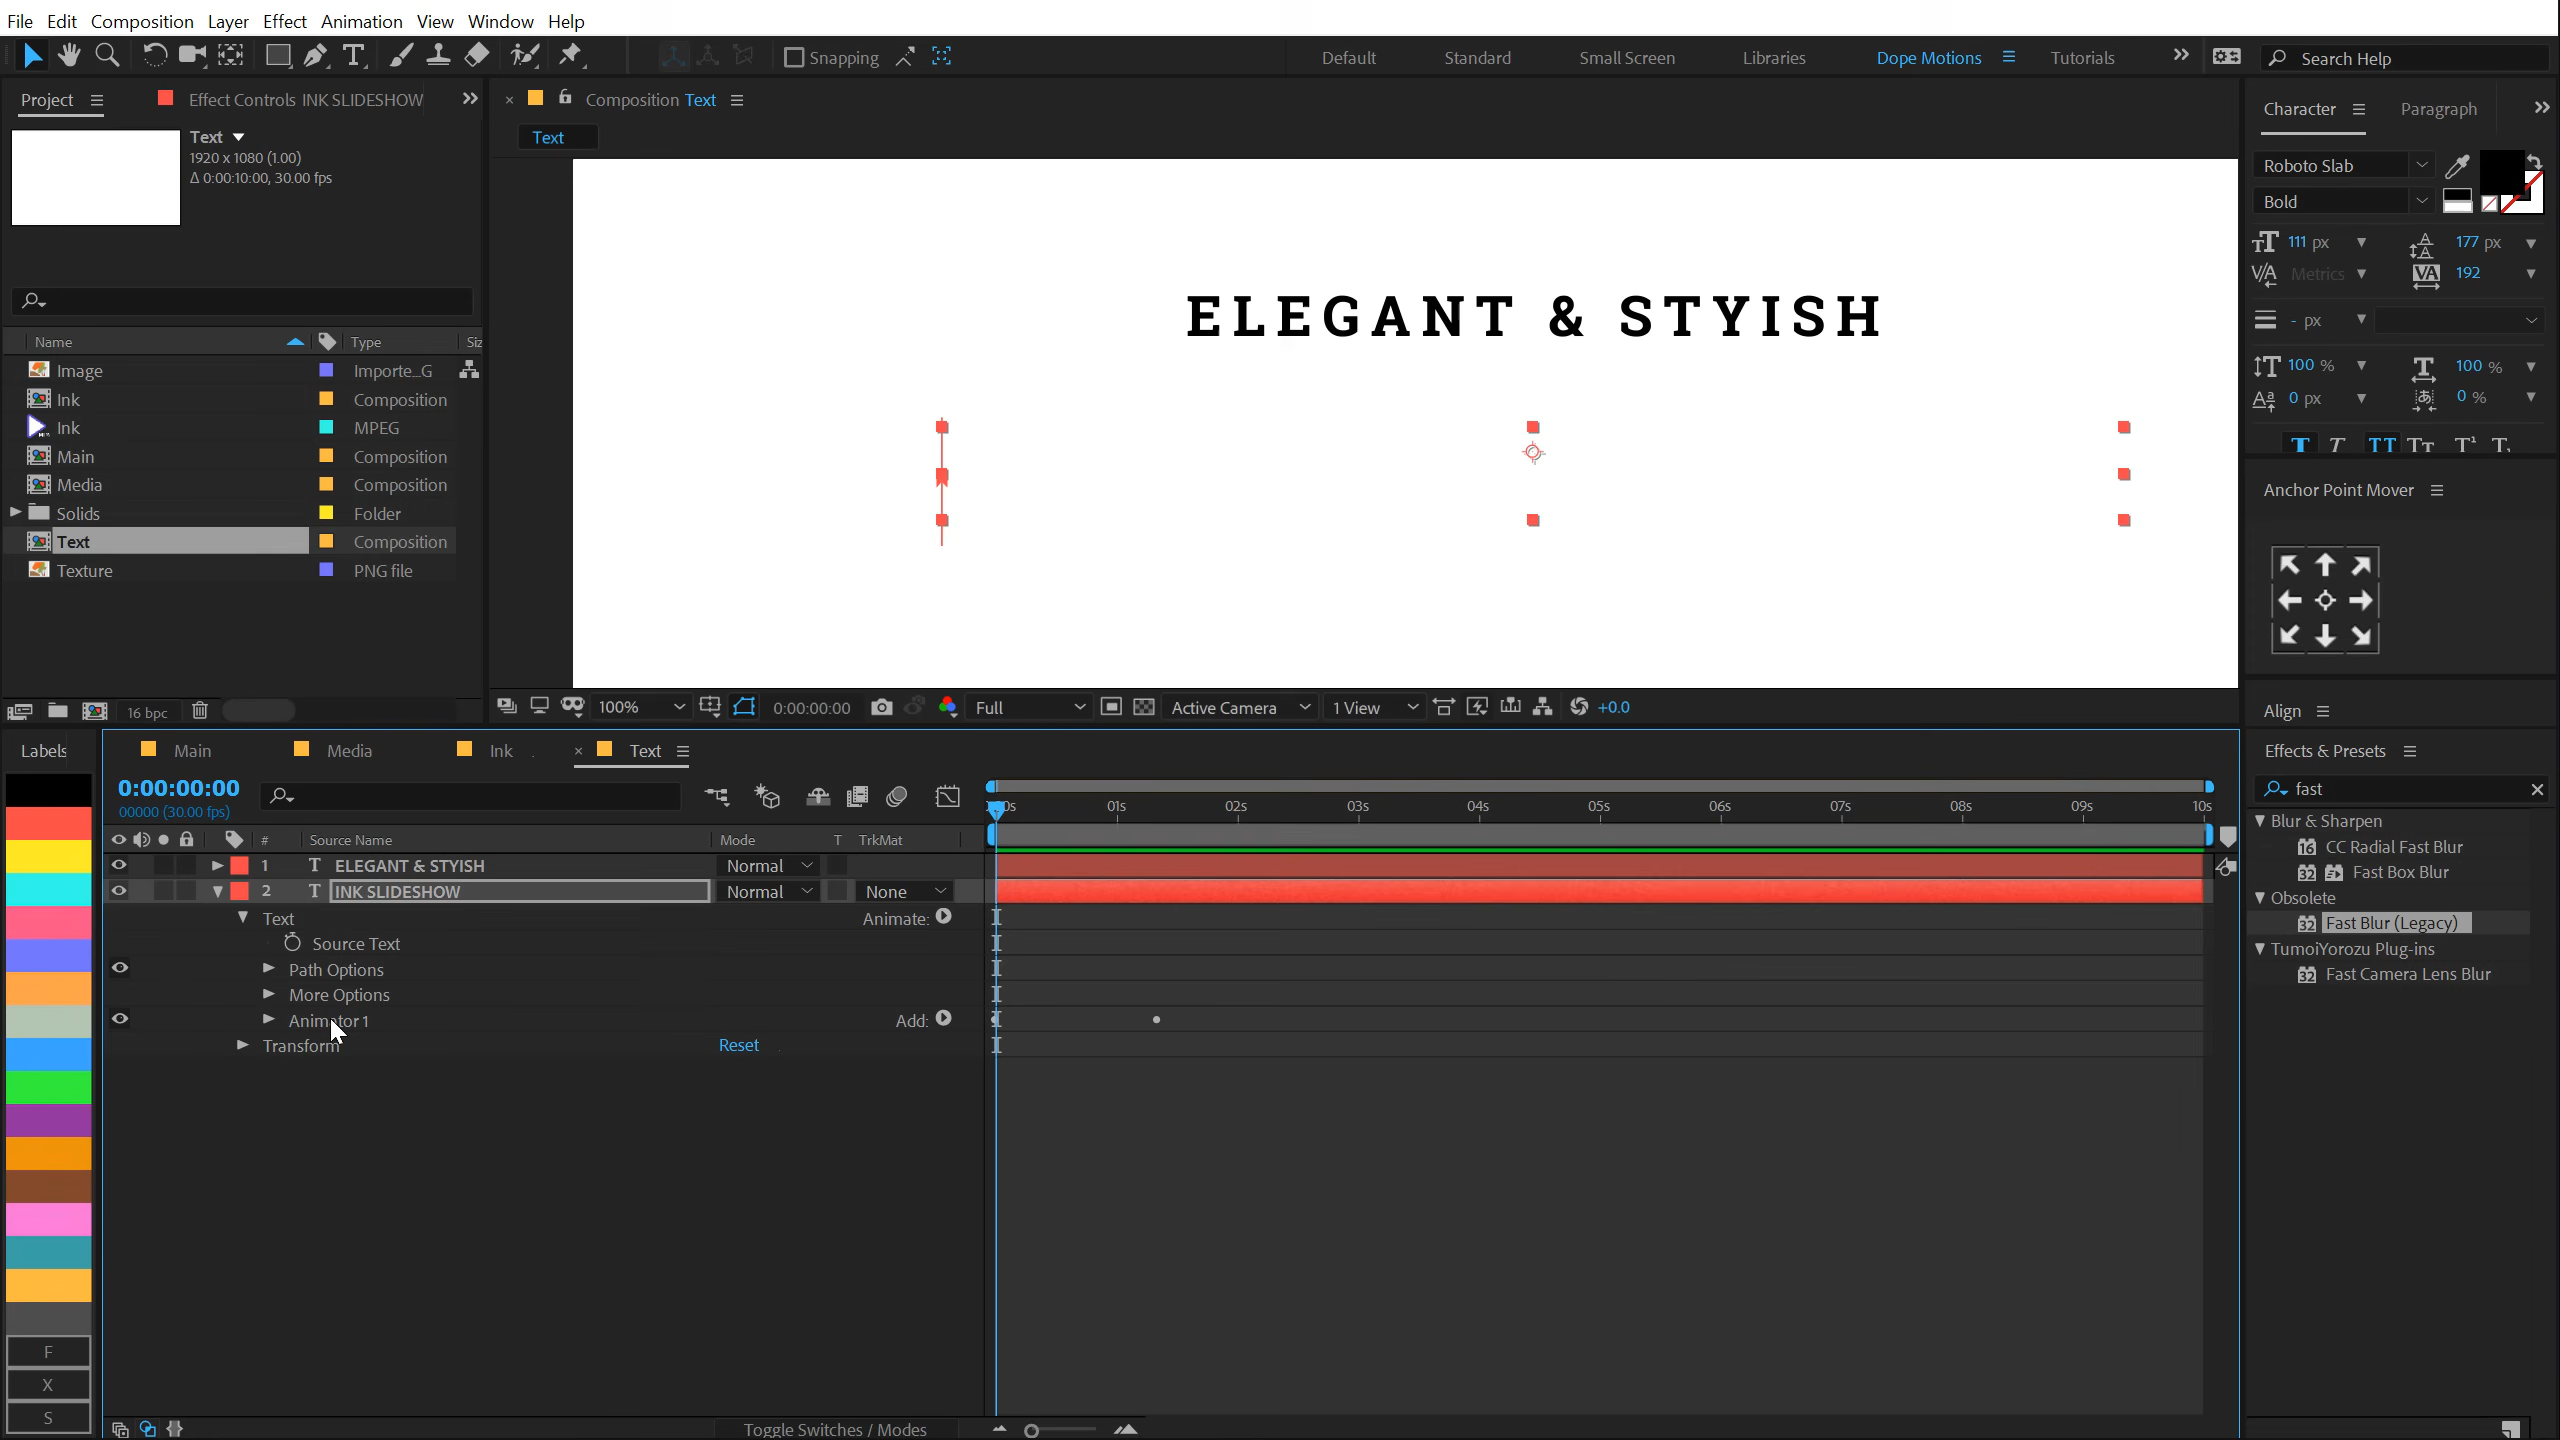 File Edit Composition Layer Effect Animation View Window Help
Snapping Default Standard Small Screen Libraries Dope Motions Tutorials Search Help
Project Effect Controls INK SLIDESHOW
Composition Text
Character Paragraph
Text
1920 x 1080 (1.00)
Δ 0:00:10:00, 30.00 fps
Text
Roboto Slab
Bold
111 px 177 px
Metrics 192
- px
100 % 100 %
0 px 0 %
T T TT Tт T¹ T,
ELEGANT & STYISH
Name Type Siz
Image Importe...G
Ink Composition
Ink MPEG
Main Composition
Media Composition
Solids Folder
Text Composition
Texture PNG file
Anchor Point Mover
16 bpc
100% 0:00:00:00 Full Active Camera 1 View +0.0
Align
Labels
Main Media Ink Text
Effects & Presets
fast
Blur & Sharpen
CC Radial Fast Blur
Fast Box Blur
Obsolete
Fast Blur (Legacy)
TumoiYorozu Plug-ins
Fast Camera Lens Blur
0:00:00:00
00000 (30.00 fps)
0s 01s 02s 03s 04s 05s 06s 07s 08s 09s 10s
# Source Name Mode T TrkMat
1 T ELEGANT & STYISH Normal
2 T INK SLIDESHOW Normal None
Text Animate:
Source Text
Path Options
More Options
Animator 1 Add:
Transform Reset
F
X
S
Toggle Switches / Modes